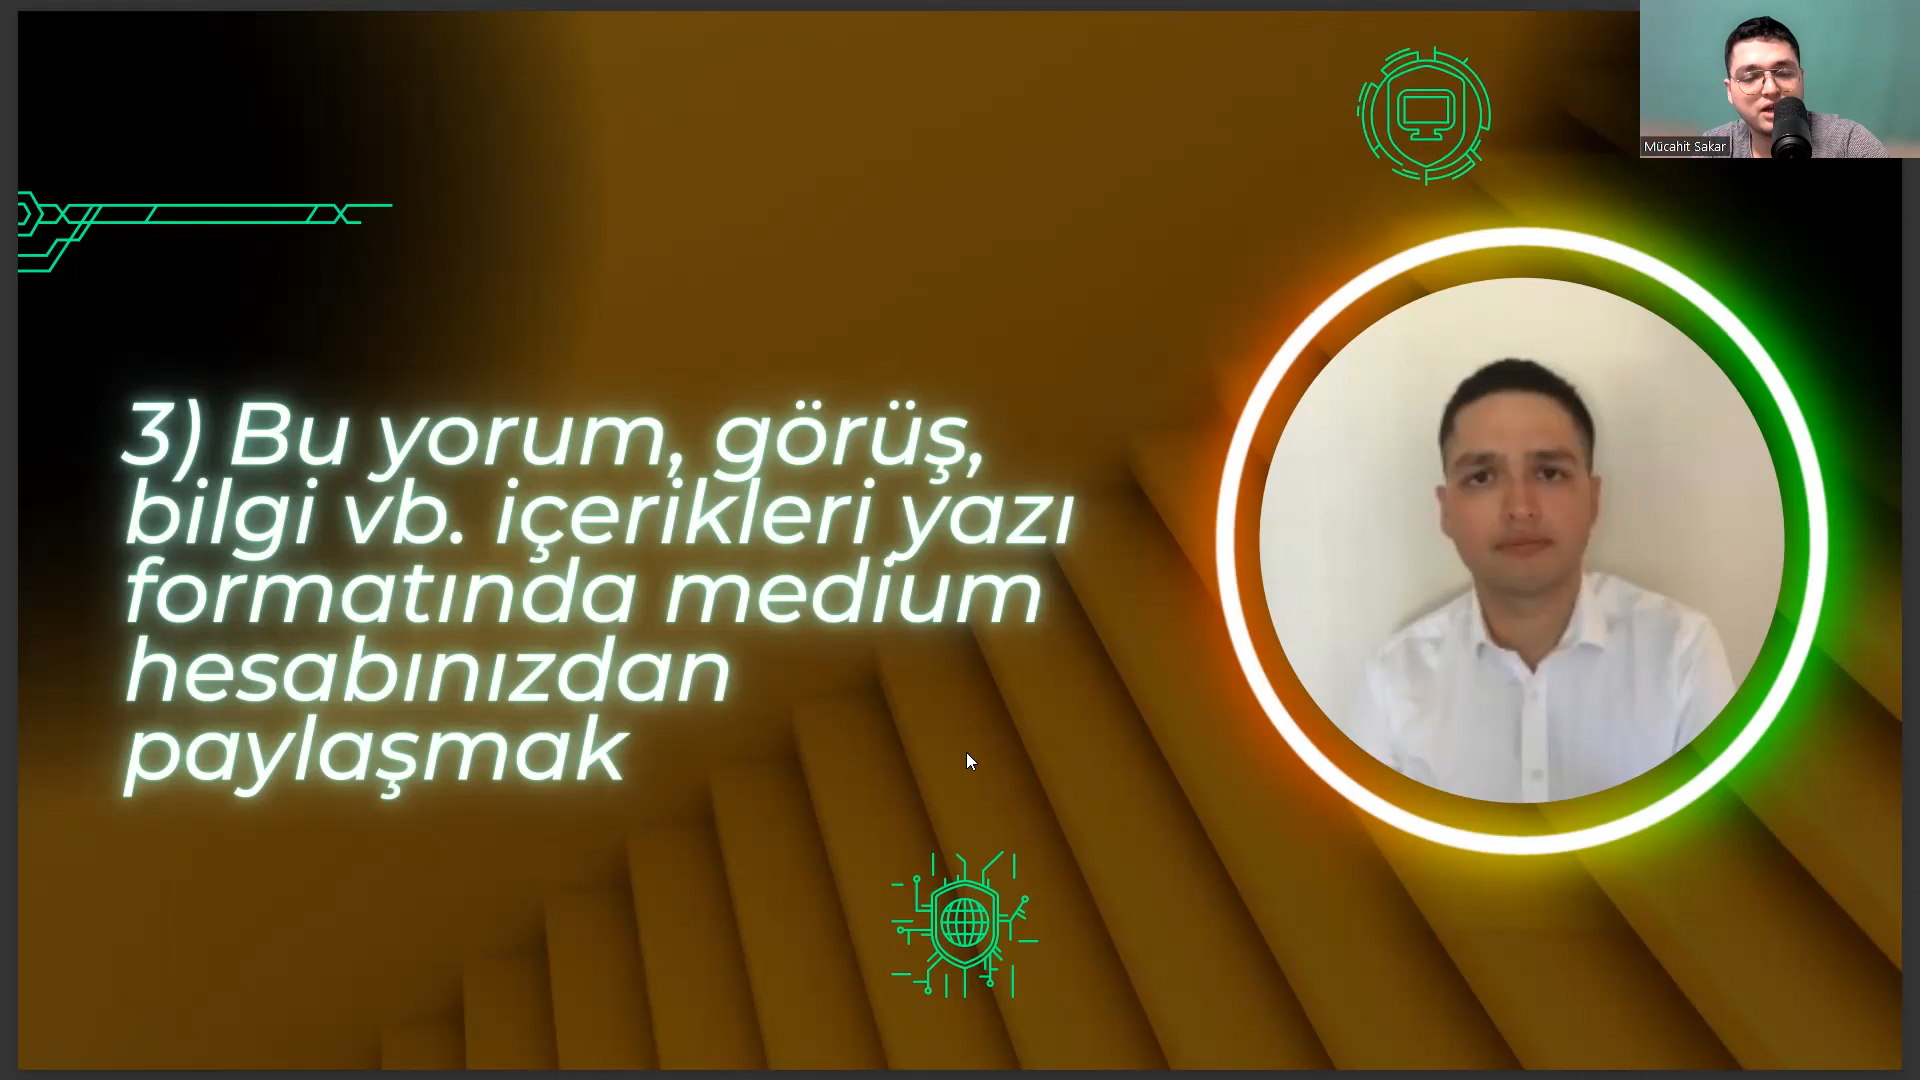 Mücahit Sakar
3) Bu yorum, görüş,
bilgi vb. içerikleri yazı
formatında medium
hesabınızdan
paylaşmak